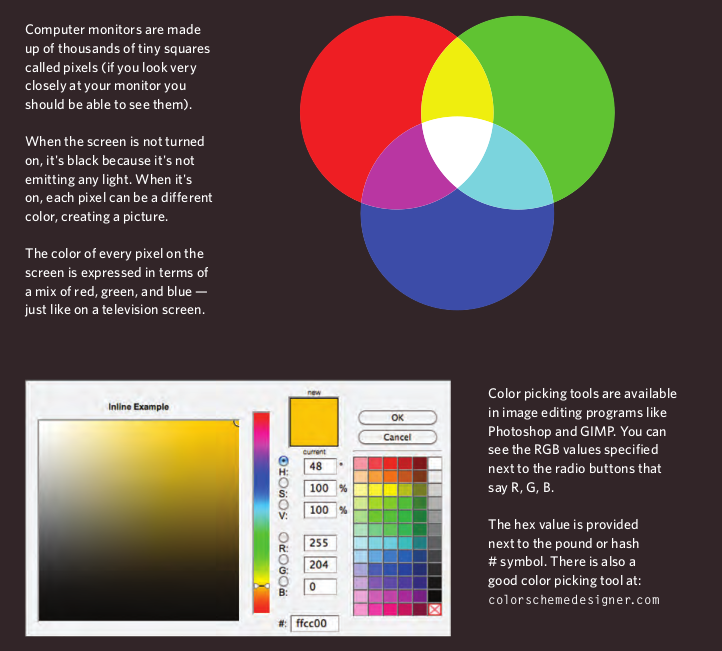 Computer monitors are made
up of thousands of tiny squares
called pixels (if you look very
closely at your monitor you
should be able to see them).
When the screen is not turned
on, it's black because it's not
emitting any light. When it's
on, each pixel can be a different
color, creating a picture.
The color of every pixel on the
screen is expressed in terms of
a mix of red, green, and blue —
just like on a television screen.
Inline Example
new
current
OK
Cancel
H: 48 °
S: 100 %
V: 100 %
R: 255
G: 204
B: 0
#: ffcc00
Color picking tools are available
in image editing programs like
Photoshop and GIMP. You can
see the RGB values specified
next to the radio buttons that
say R, G, B.
The hex value is provided
next to the pound or hash
# symbol. There is also a
good color picking tool at:
colorschemedesigner.com